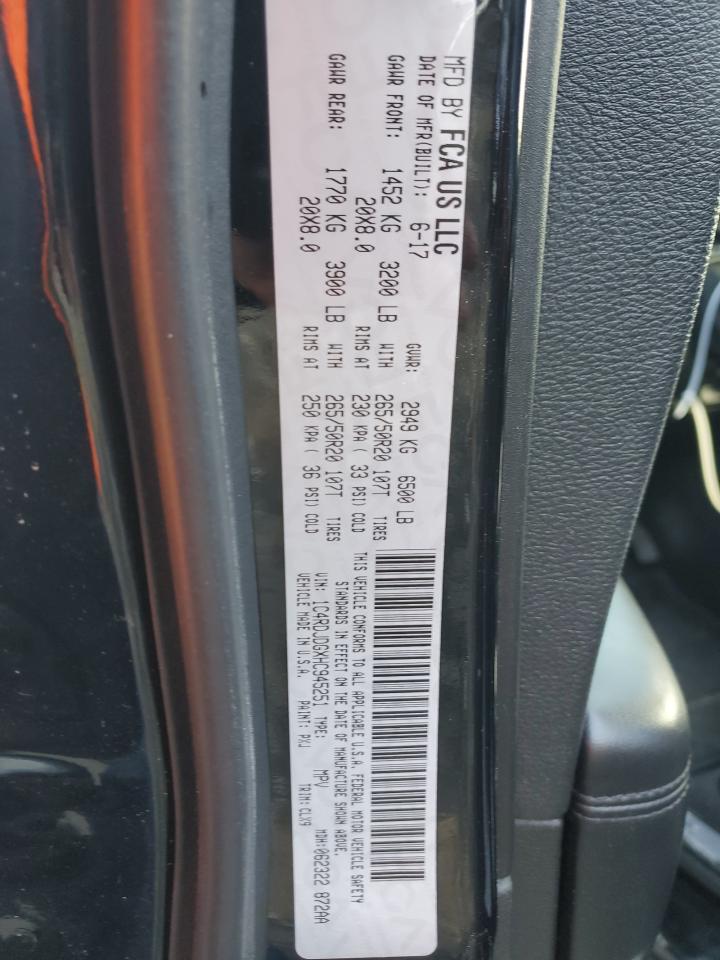 MFD BY FCA US LLC
DATE OF MFR(BUILT): 6-17 GVWR: 2949 KG 6500 LB
GAWR FRONT: 1452 KG 3200 LB WITH 265/50R20 107T TIRES
20X8.0 RIMS AT 230 KPA ( 33 PSI) COLD
GAWR REAR: 1770 KG 3900 LB WITH 265/50R20 107T TIRES
20X8.0 RIMS AT 250 KPA ( 36 PSI) COLD
THIS VEHICLE CONFORMS TO ALL APPLICABLE U.S.A. FEDERAL MOTOR VEHICLE SAFETY
STANDARDS IN EFFECT ON THE DATE OF MANUFACTURE SHOWN ABOVE.
VIN: 1C4RDJDGXHC945251 TYPE: MPV MDH:062322 872AA
VEHICLE MADE IN U.S.A. PAINT: PXJ TRIM:CLX9